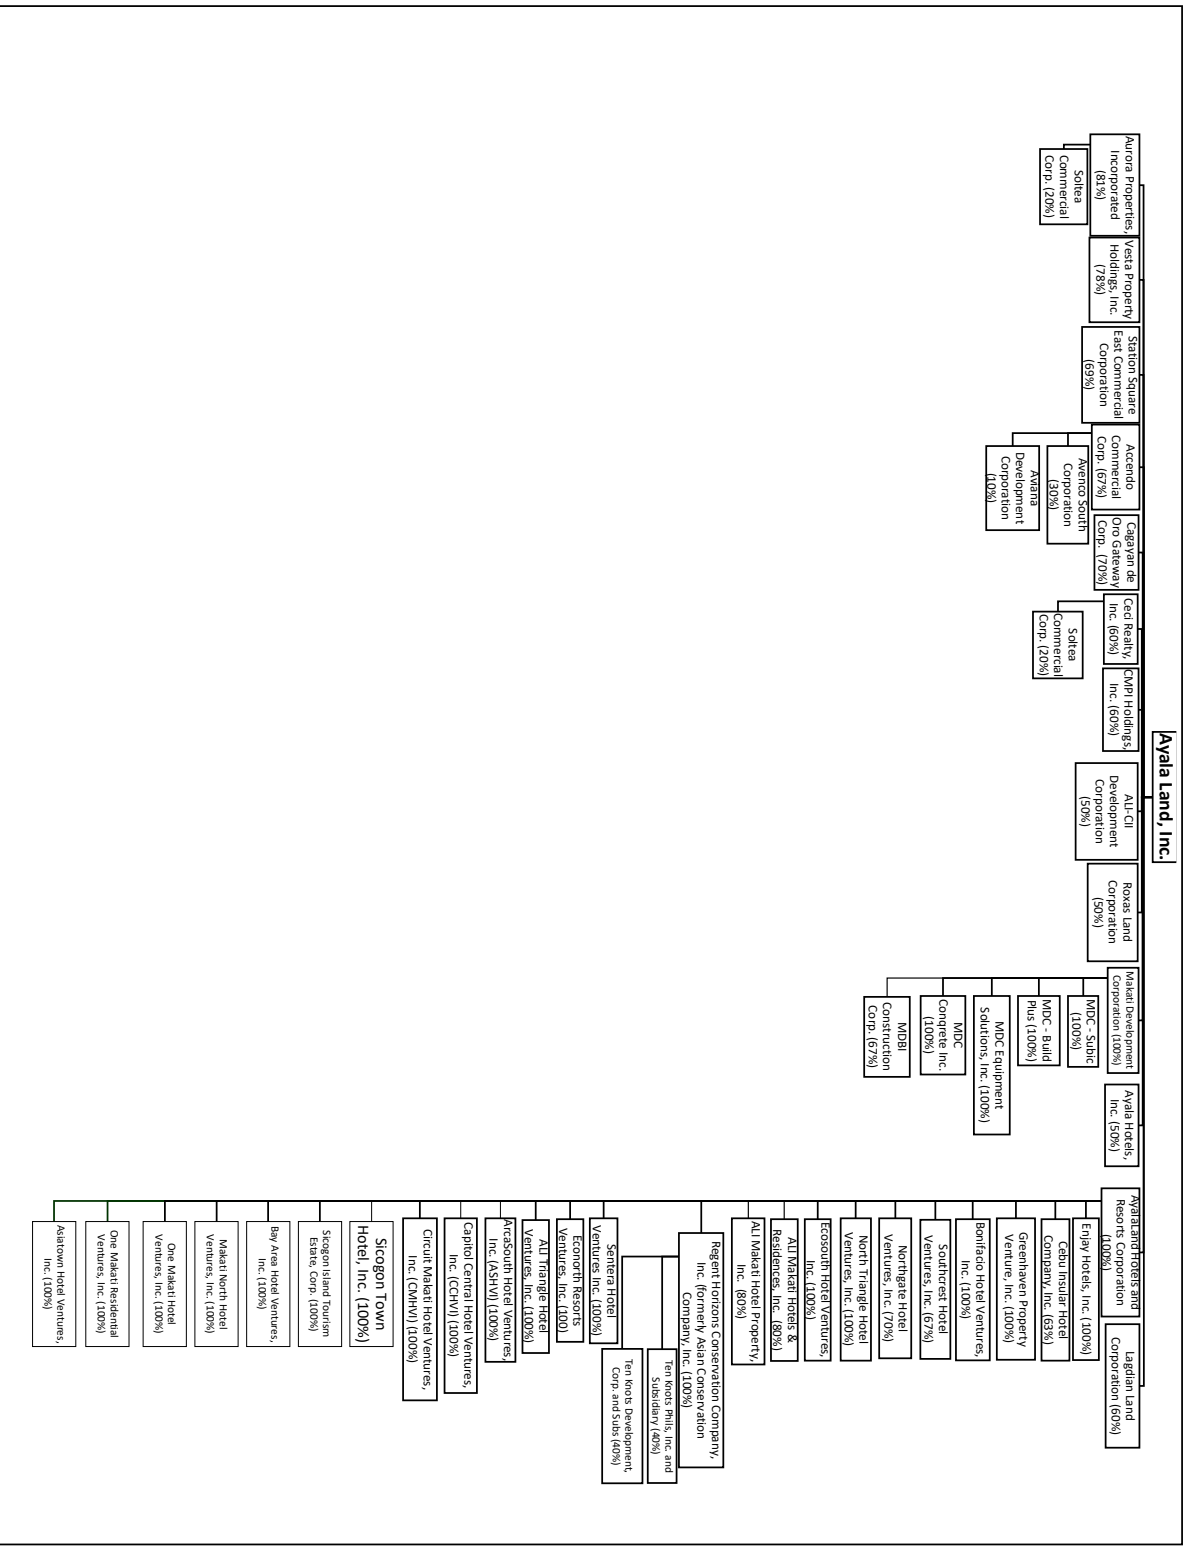 Ayala Land, Inc.
Aurora Properties,
Incorporated
(81%)
Soltea
Commercial
Corp. (20%)
Vesta Property
Holdings, Inc.
(78%)
Station Square
East Commercial
Corporation
(69%)
Accendo
Commercial
Corp. (67%)
Avenco South
Corporation
(30%)
Aviana
Development
Corporation
(10%)
Cagayan de
Oro Gateway
Corp. (70%)
Ceci Realty,
Inc. (60%)
Soltea
Commercial
Corp. (20%)
CMPI Holdings,
Inc. (60%)
ALI-CII
Development
Corporation
(50%)
Roxas Land
Corporation
(50%)
Makati Development
Corporation (100%)
MDC - Subic
(100%)
MDC - Build
Plus (100%)
MDC Equipment
Solutions, Inc. (100%)
MDC
Conqrete Inc.
(100%)
MDBI
Construction
Corp. (67%)
Ayala Hotels,
Inc. (50%)
AyalaLand Hotels and
Resorts Corporation
(100%)
Enjay Hotels, Inc (100%)
Cebu Insular Hotel
Company, Inc. (63%)
Greenhaven Property
Venture, Inc. (100%)
Bonifacio Hotel Ventures,
Inc. (100%)
Southcrest Hotel
Ventures, Inc. (67%)
Northgate Hotel
Ventures, Inc. (70%)
North Triangle Hotel
Ventures, Inc. (100%)
Ecosouth Hotel Ventures,
Inc. (100%)
ALI Makati Hotels &
Residences, Inc. (80%)
ALI Makati Hotel Property,
Inc. (80%)
Regent Horizons Conservation Company,
Inc. (formerly Asian Conservation
Company, Inc. (100%)
Ten Knots Phils, Inc. and
Subsidiary (40%)
Ten Knots Development,
Corp. and Subs (40%)
Sentera Hotel
Ventures Inc. (100%)
Econorth Resorts
Ventures, Inc. (100)
ALI Triangle Hotel
Ventures, Inc. (100%)
ArcaSouth Hotel Ventures,
Inc. (ASHVI) (100%)
Capitol Central Hotel Ventures,
Inc. (CCHVI) (100%)
Circuit Makati Hotel Ventures,
Inc. (CMHVI) (100%)
Sicogon Town
Hotel, Inc. (100%)
Sicogon Island Tourism
Estate, Corp. (100%)
Bay Area Hotel Ventures,
Inc. (100%)
Makati North Hotel
Ventures, Inc. (100%)
One Makati Hotel
Ventures, Inc. (100%)
One Makati Residential
Ventures, Inc. (100%)
Asiatown Hotel Ventures,
Inc. (100%)
Lagdian Land
Corporation (60%)